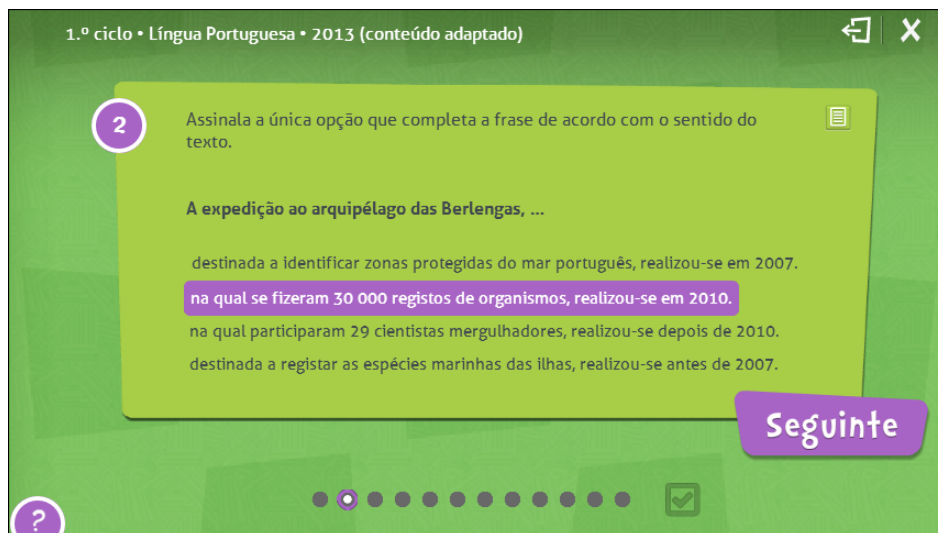 1.º ciclo • Língua Portuguesa • 2013 (conteúdo adaptado)
2
Assinala a única opção que completa a frase de acordo com o sentido do
texto.
A expedição ao arquipélago das Berlengas, ...
destinada a identificar zonas protegidas do mar português, realizou-se em 2007.
na qual se fizeram 30 000 registos de organismos, realizou-se em 2010.
na qual participaram 29 cientistas mergulhadores, realizou-se depois de 2010.
destinada a registar as espécies marinhas das ilhas, realizou-se antes de 2007.
Seguinte
?